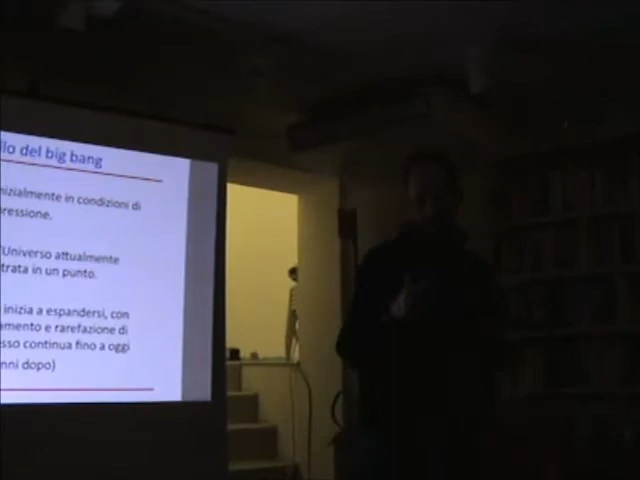 llo del big bang
nizialmente in condizioni di
ressione.
'Universo attualmente
trata in un punto.
inizia a espandersi, con
amento e rarefazione di
sso continua fino a oggi
nni dopo)